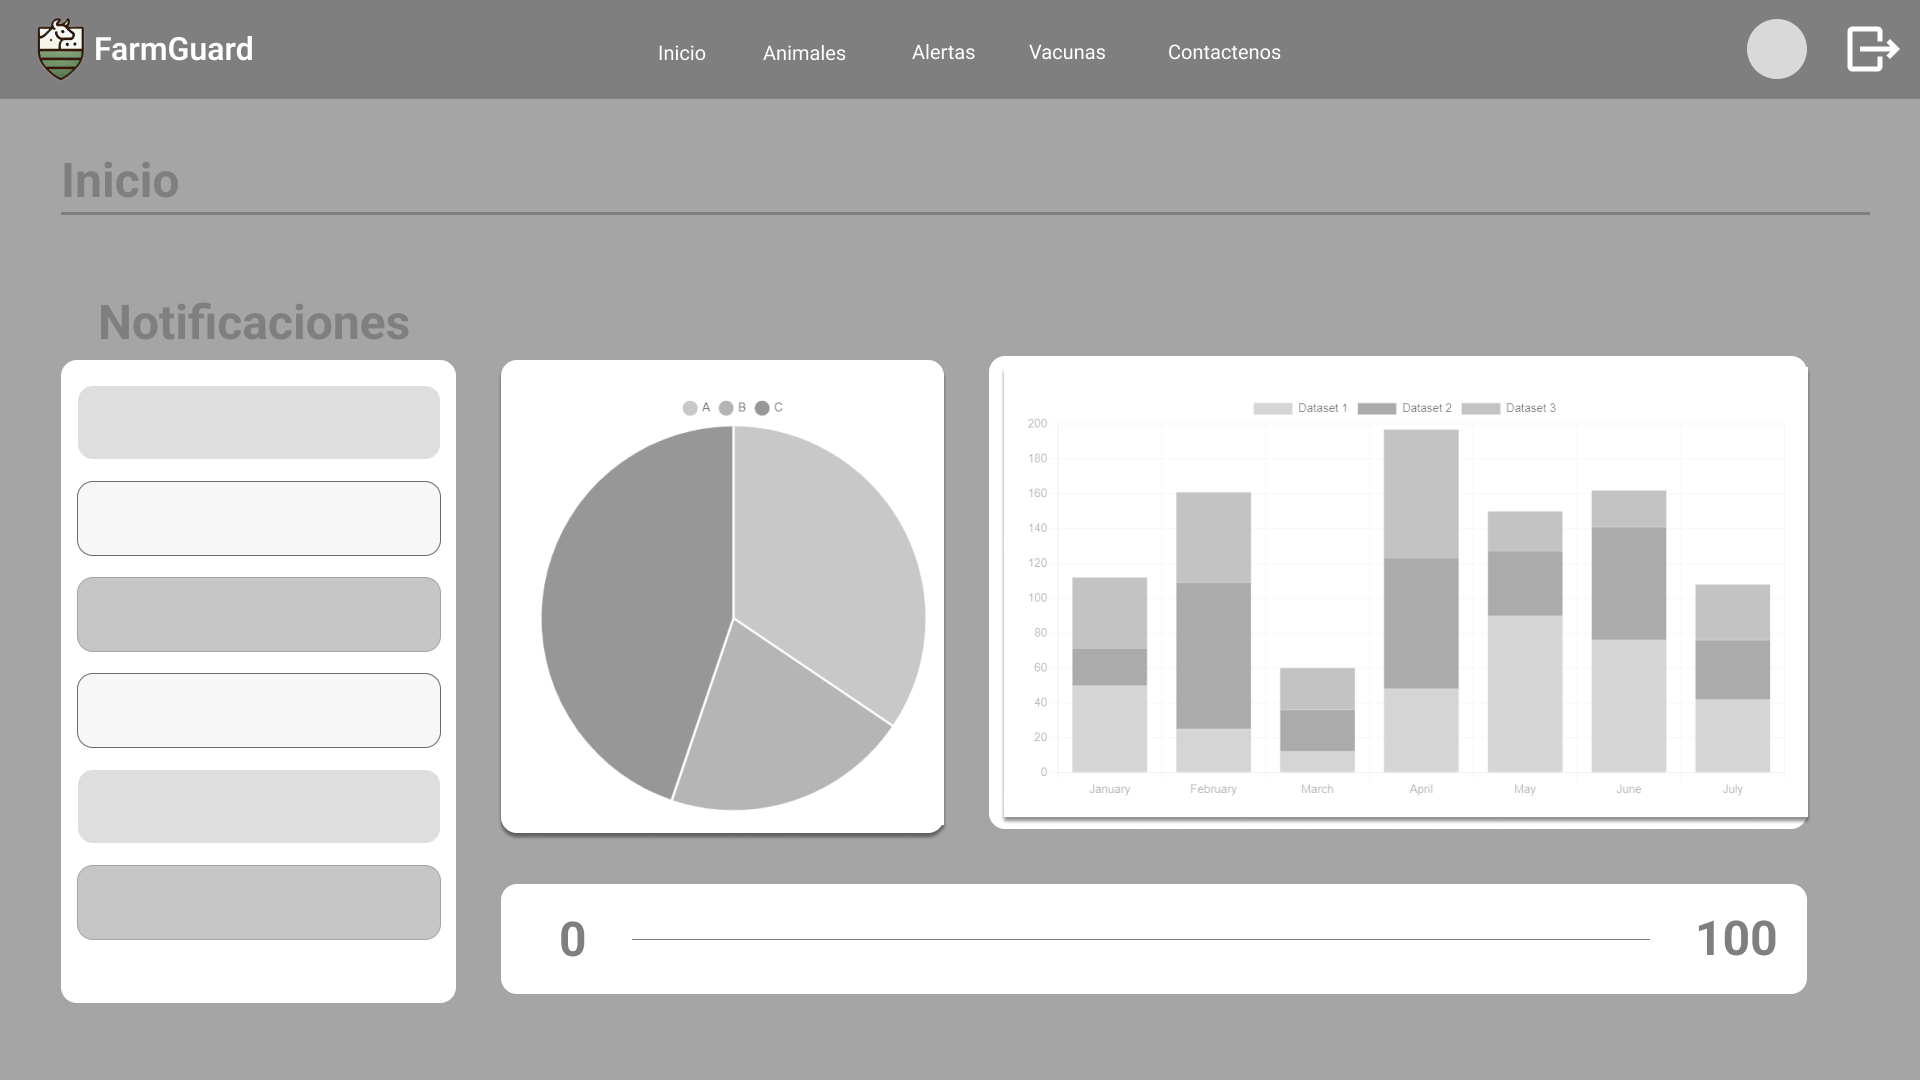 FarmGuard
Inicio
Animales
Alertas
Vacunas
Contactenos
Inicio
Notificaciones
A B C
Dataset 1 Dataset 2 Dataset 3
200
180
160
140
120
100
80
60
40
20
0
January February March April May June July
0 100